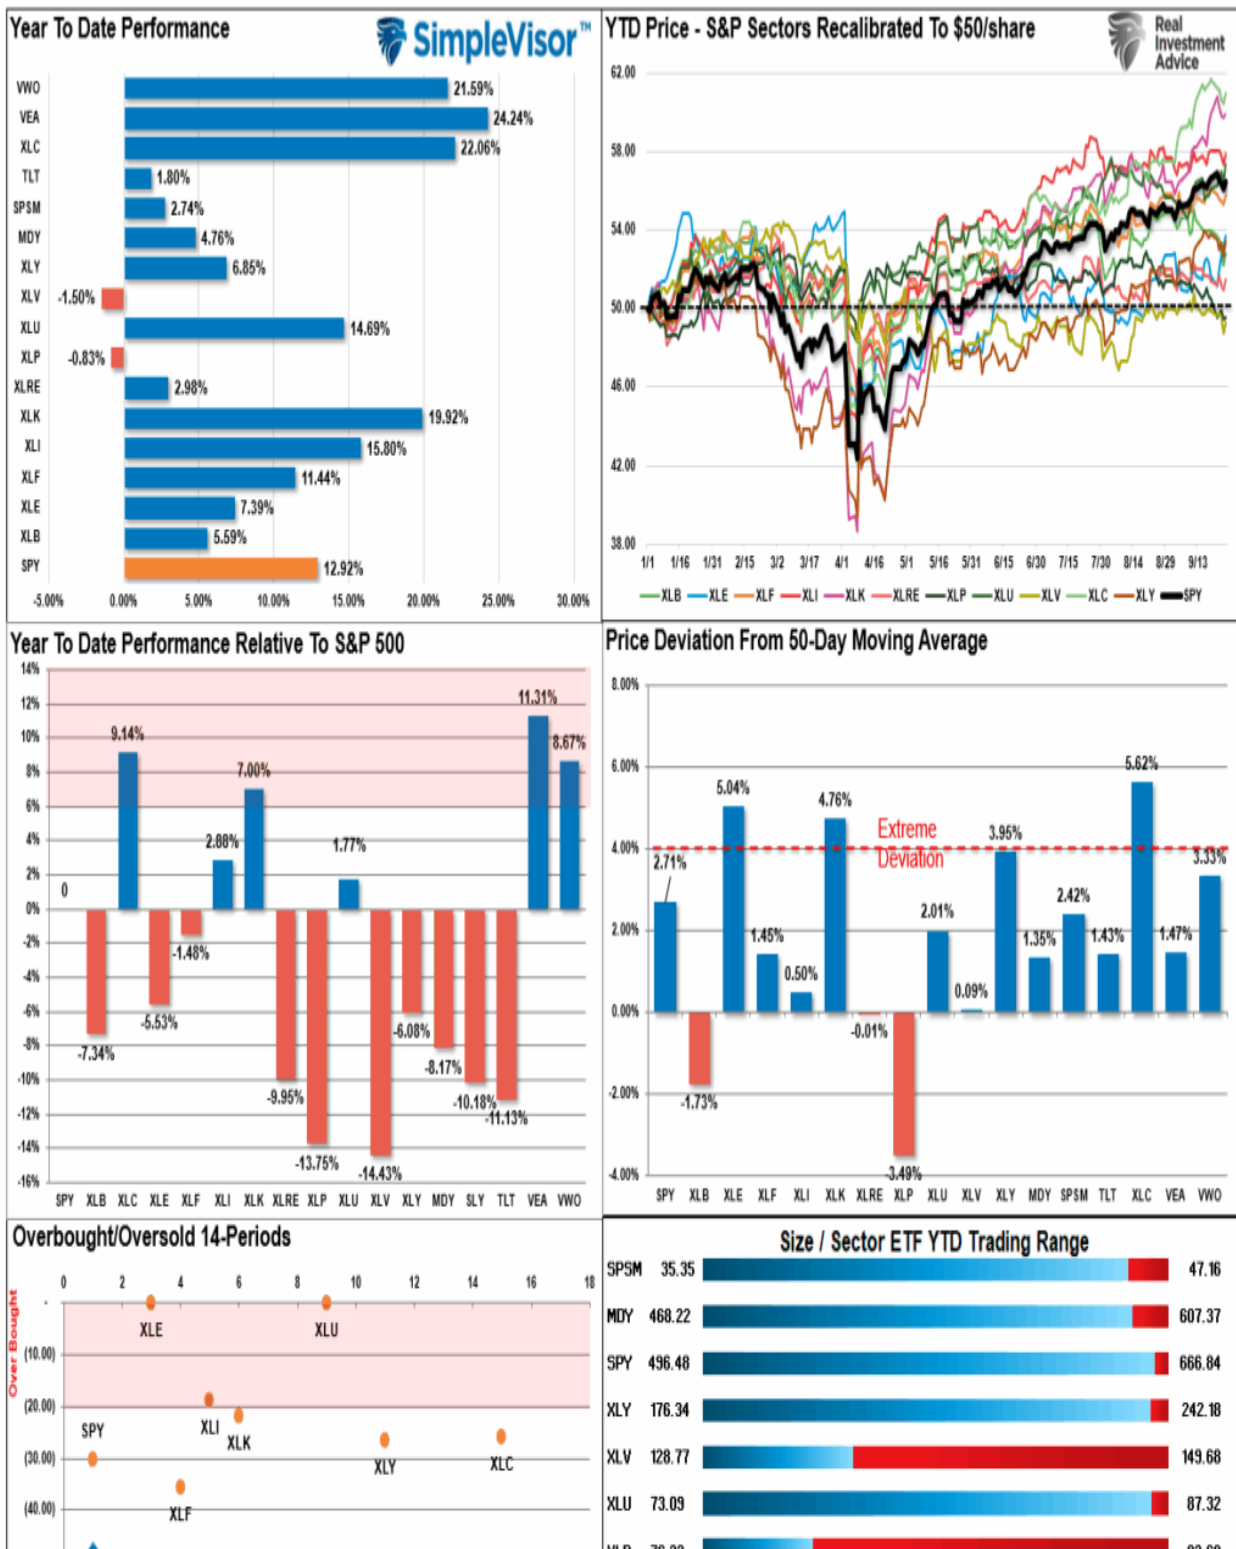 Year To Date Performance
SimpleVisor™
VWO 21.59%
VEA 24.24%
XLC 22.06%
TLT 1.80%
SPSM 2.74%
MDY 4.76%
XLY 6.85%
XLV -1.50%
XLU 14.69%
XLP -0.83%
XLRE 2.98%
XLK 19.92%
XLI 15.80%
XLF 11.44%
XLE 7.39%
XLB 5.59%
SPY 12.92%
-5.00% 0.00% 5.00% 10.00% 15.00% 20.00% 25.00% 30.00%
YTD Price - S&P Sectors Recalibrated To $50/share
Real
Investment
Advice
62.00
58.00
54.00
50.00
46.00
42.00
38.00
1/1 1/16 1/31 2/15 3/2 3/17 4/1 4/16 5/1 5/16 5/31 6/15 6/30 7/15 7/30 8/14 8/29 9/13
XLB XLE XLF XLI XLK XLRE XLP XLU XLV XLC XLY SPY
Year To Date Performance Relative To S&P 500
14%
12%
10%
8%
6%
4%
2%
0%
-2%
-4%
-6%
-8%
-10%
-12%
-14%
-16%
0 -7.34% 9.14% -5.53% -1.48% 2.88% 7.00% -9.95% -13.75% 1.77% -14.43% -6.08% -8.17% -10.18% -11.13% 11.31% 8.67%
SPY XLB XLC XLE XLF XLI XLK XLRE XLP XLU XLV XLY MDY SLY TLT VEA VWO
Price Deviation From 50-Day Moving Average
8.00%
6.00%
4.00%
2.00%
0.00%
-2.00%
-4.00%
Extreme
Deviation
2.71% -1.73% 5.04% 1.45% 0.50% 4.76% -0.01% -3.49% 2.01% 0.09% 3.95% 1.35% 2.42% 1.43% 5.62% 1.47% 3.33%
SPY XLB XLE XLF XLI XLK XLRE XLP XLU XLV XLY MDY SPSM TLT XLC VEA VWO
Overbought/Oversold 14-Periods
0 2 4 6 8 10 12 14 16 18
Over Bought
-
(10.00)
(20.00)
(30.00)
(40.00)
XLE XLU
XLI
XLK
SPY
XLY XLC
XLF
Size / Sector ETF YTD Trading Range
SPSM 35.35 47.16
MDY 468.22 607.37
SPY 496.48 666.84
XLY 176.34 242.18
XLV 128.77 149.68
XLU 73.09 87.32